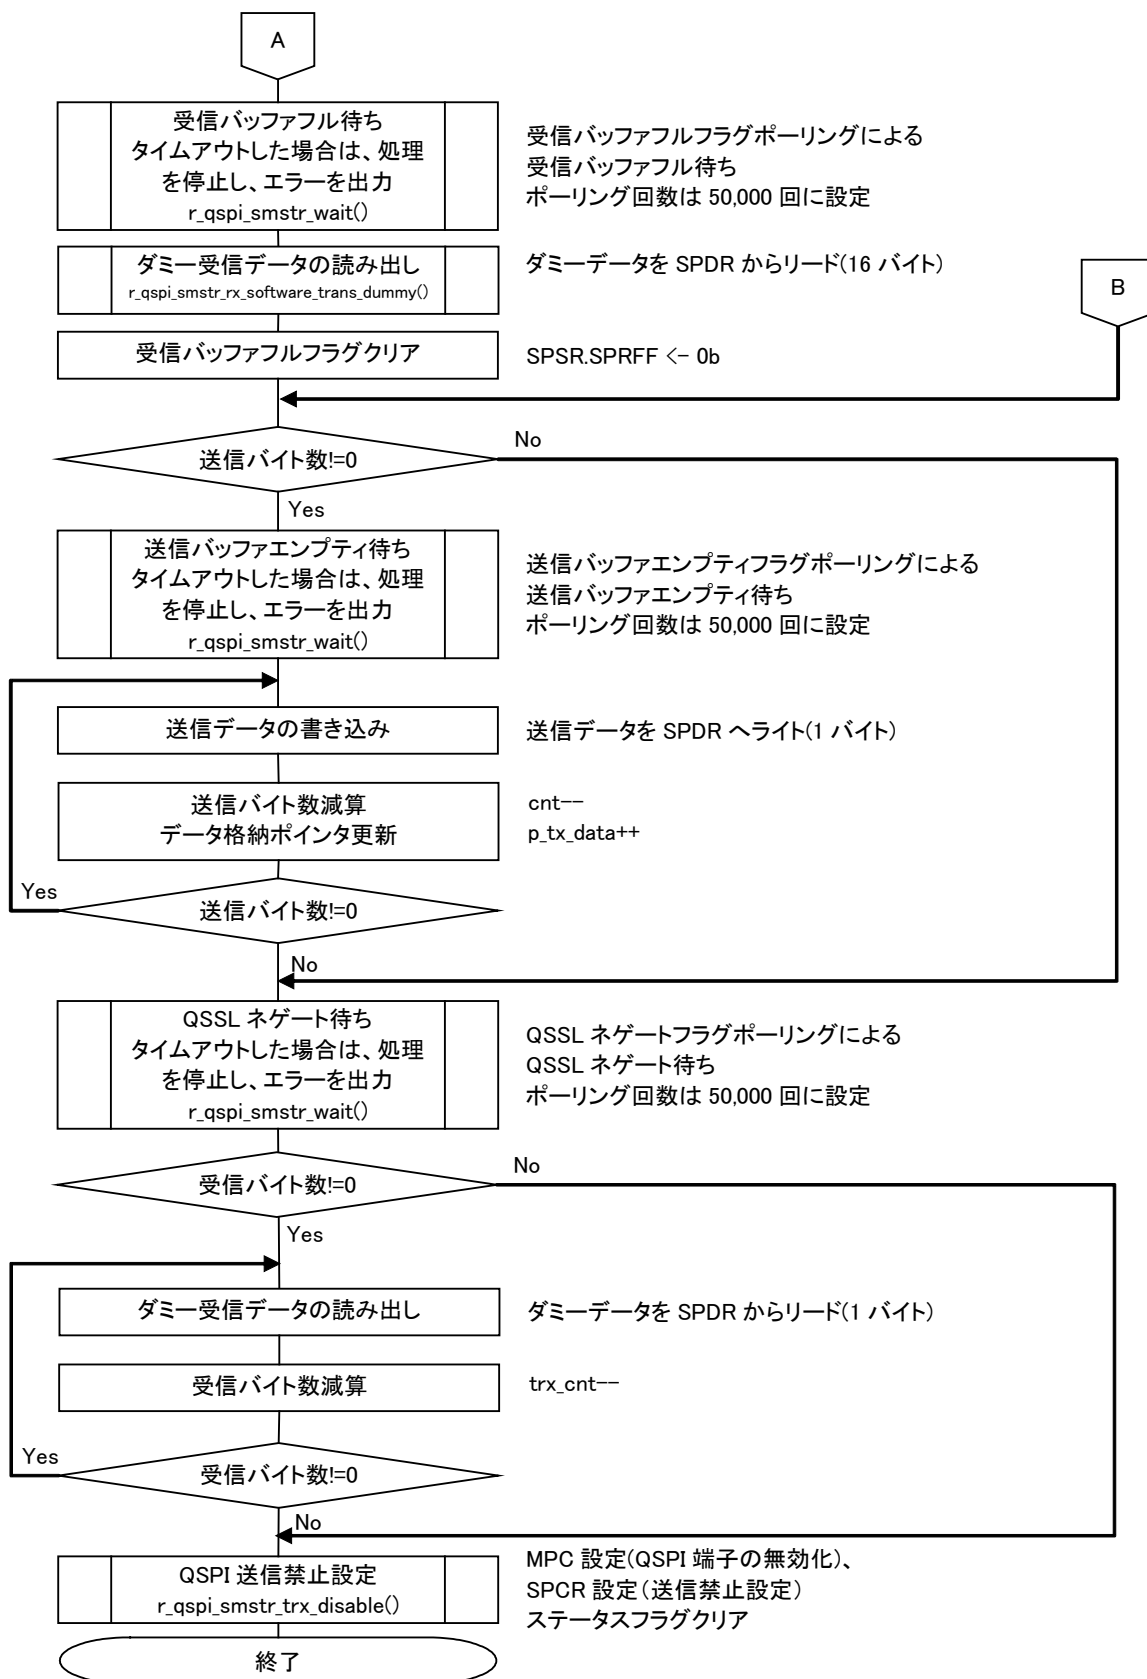 A
受信バッファフル待ち
タイムアウトした場合は、処理
を停止し、エラーを出力
r_qspi_smstr_wait()
受信バッファフルフラグポーリングによる
受信バッファフル待ち
ポーリング回数は 50,000 回に設定
ダミー受信データの読み出し
r_qspi_smstr_rx_software_trans_dummy()
ダミーデータを SPDR からリード(16 バイト)
B
受信バッファフルフラグクリア
SPSR.SPRFF <- 0b
送信バイト数!=0
No
Yes
送信バッファエンプティ待ち
タイムアウトした場合は、処理
を停止し、エラーを出力
r_qspi_smstr_wait()
送信バッファエンプティフラグポーリングによる
送信バッファエンプティ待ち
ポーリング回数は 50,000 回に設定
送信データの書き込み
送信データを SPDR へライト(1 バイト)
送信バイト数減算
データ格納ポインタ更新
cnt--
p_tx_data++
Yes
送信バイト数!=0
No
QSSL ネゲート待ち
タイムアウトした場合は、処理
を停止し、エラーを出力
r_qspi_smstr_wait()
QSSL ネゲートフラグポーリングによる
QSSL ネゲート待ち
ポーリング回数は 50,000 回に設定
受信バイト数!=0
No
Yes
ダミー受信データの読み出し
ダミーデータを SPDR からリード(1 バイト)
受信バイト数減算
trx_cnt--
Yes
受信バイト数!=0
No
QSPI 送信禁止設定
r_qspi_smstr_trx_disable()
MPC 設定(QSPI 端子の無効化)、
SPCR 設定(送信禁止設定)
ステータスフラグクリア
終了